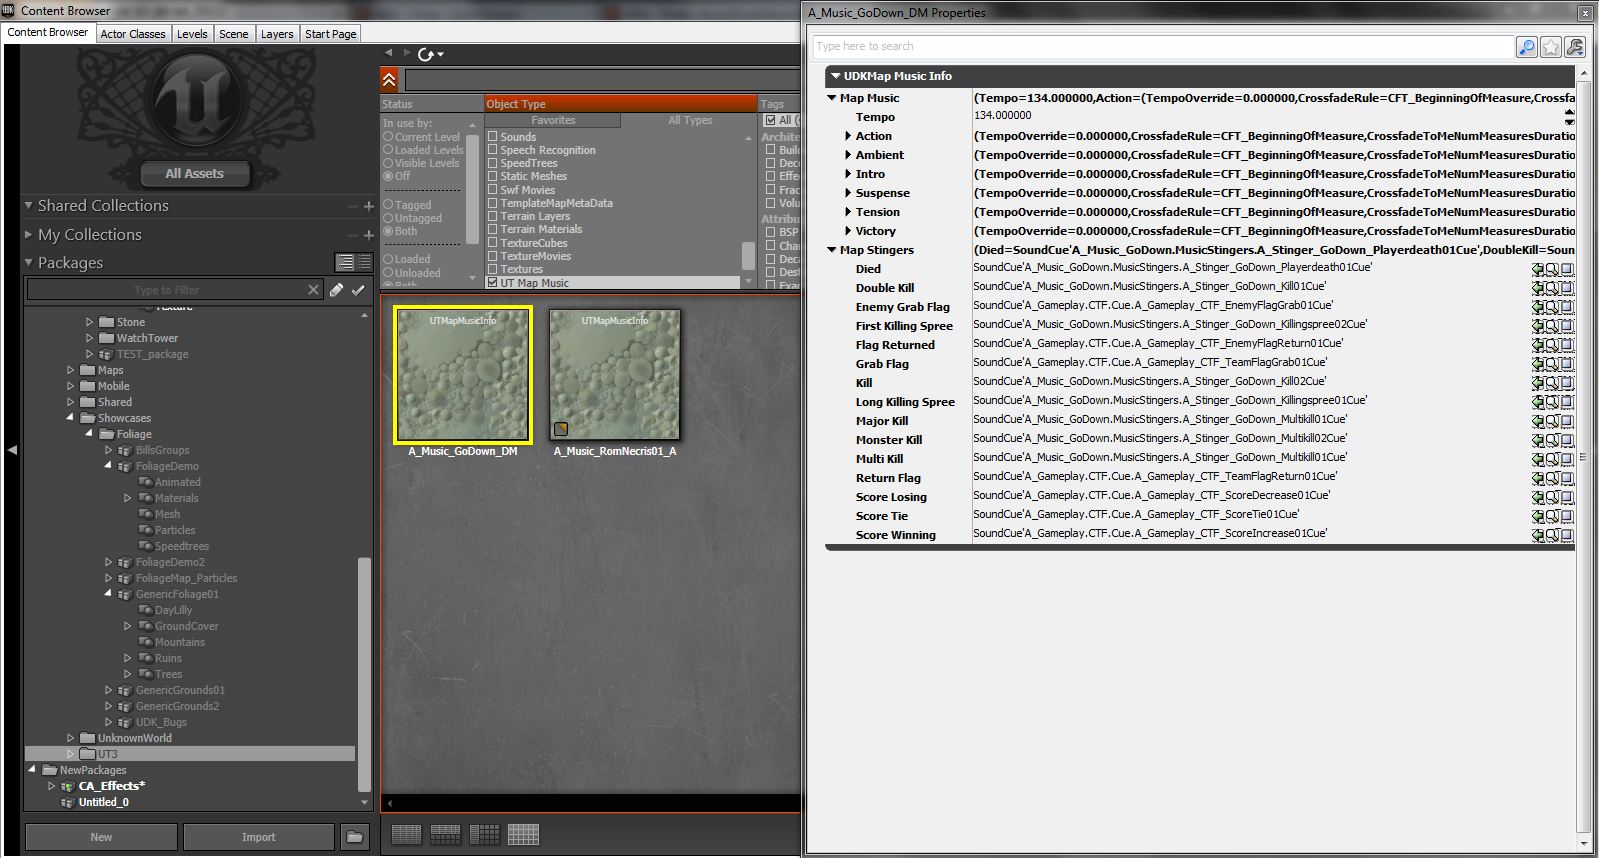 UDK Content Browser
Content Browser Actor Classes Levels Scene Layers Start Page
All Assets
Shared Collections
My Collections
Packages
Type to Filter
Texture
Stone
WatchTower
TEST_package
Maps
Mobile
Shared
Showcases
Foliage
BillsGroups
FoliageDemo
Animated
Materials
Mesh
Particles
Speedtrees
FoliageDemo2
FoliageMap_Particles
GenericFoliage01
DayLilly
GroundCover
Mountains
Ruins
Trees
GenericGrounds01
GenericGrounds2
UDK_Bugs
UnknownWorld
UT3
NewPackages
CA_Effects*
Untitled_0
New Import
Status
In use by:
Current Level
Loaded Levels
Visible Levels
Off
Tagged
Untagged
Both
Loaded
Unloaded
Both
Object Type
Favorites All Types
Sounds
Speech Recognition
SpeedTrees
Static Meshes
Swf Movies
TemplateMapMetaData
Terrain Layers
Terrain Materials
TextureCubes
TextureMovies
Textures
UT Map Music
Tags
All (
Archite
Buil
Deco
Effe
Frac
Volu
Attribut
BSP
Cha
Deca
Dest
Exa
UTMapMusicInfo
A_Music_GoDown_DM
UTMapMusicInfo
A_Music_RomNecris01_A
A_Music_GoDown_DM Properties
Type here to search
UDKMap Music Info
Map Music (Tempo=134.000000,Action=(TempoOverride=0.000000,CrossfadeRule=CFT_BeginningOfMeasure,Crossfa
Tempo 134.000000
Action (TempoOverride=0.000000,CrossfadeRule=CFT_BeginningOfMeasure,CrossfadeToMeNumMeasuresDuratio
Ambient (TempoOverride=0.000000,CrossfadeRule=CFT_BeginningOfMeasure,CrossfadeToMeNumMeasuresDuratio
Intro (TempoOverride=0.000000,CrossfadeRule=CFT_BeginningOfMeasure,CrossfadeToMeNumMeasuresDuratio
Suspense (TempoOverride=0.000000,CrossfadeRule=CFT_BeginningOfMeasure,CrossfadeToMeNumMeasuresDuratio
Tension (TempoOverride=0.000000,CrossfadeRule=CFT_BeginningOfMeasure,CrossfadeToMeNumMeasuresDuratio
Victory (TempoOverride=0.000000,CrossfadeRule=CFT_BeginningOfMeasure,CrossfadeToMeNumMeasuresDuratio
Map Stingers (Died=SoundCue'A_Music_GoDown.MusicStingers.A_Stinger_GoDown_Playerdeath01Cue',DoubleKill=Soun
Died SoundCue'A_Music_GoDown.MusicStingers.A_Stinger_GoDown_Playerdeath01Cue'
Double Kill SoundCue'A_Music_GoDown.MusicStingers.A_Stinger_GoDown_Kill01Cue'
Enemy Grab Flag SoundCue'A_Gameplay.CTF.Cue.A_Gameplay_CTF_EnemyFlagGrab01Cue'
First Killing Spree SoundCue'A_Music_GoDown.MusicStingers.A_Stinger_GoDown_Killingspree02Cue'
Flag Returned SoundCue'A_Gameplay.CTF.Cue.A_Gameplay_CTF_EnemyFlagReturn01Cue'
Grab Flag SoundCue'A_Gameplay.CTF.Cue.A_Gameplay_CTF_TeamFlagGrab01Cue'
Kill SoundCue'A_Music_GoDown.MusicStingers.A_Stinger_GoDown_Kill02Cue'
Long Killing Spree SoundCue'A_Music_GoDown.MusicStingers.A_Stinger_GoDown_Killingspree01Cue'
Major Kill SoundCue'A_Music_GoDown.MusicStingers.A_Stinger_GoDown_Multikill01Cue'
Monster Kill SoundCue'A_Music_GoDown.MusicStingers.A_Stinger_GoDown_Multikill02Cue'
Multi Kill SoundCue'A_Music_GoDown.MusicStingers.A_Stinger_GoDown_Multikill01Cue'
Return Flag SoundCue'A_Gameplay.CTF.Cue.A_Gameplay_CTF_TeamFlagReturn01Cue'
Score Losing SoundCue'A_Gameplay.CTF.Cue.A_Gameplay_CTF_ScoreDecrease01Cue'
Score Tie SoundCue'A_Gameplay.CTF.Cue.A_Gameplay_CTF_ScoreTie01Cue'
Score Winning SoundCue'A_Gameplay.CTF.Cue.A_Gameplay_CTF_ScoreIncrease01Cue'